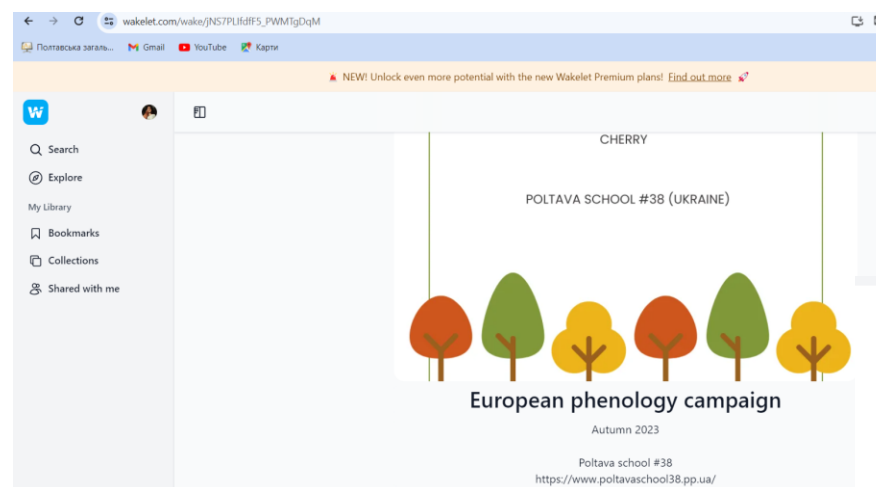 wakelet.com/wake/jNS7PLIfdfF5_PWMTgDqM
Полтавська загаль... Gmail YouTube Карти
NEW! Unlock even more potential with the new Wakelet Premium plans! Find out more
W
Search
Explore
My Library
Bookmarks
Collections
Shared with me
CHERRY
POLTAVA SCHOOL #38 (UKRAINE)
European phenology campaign
Autumn 2023
Poltava school #38
https://www.poltavaschool38.pp.ua/